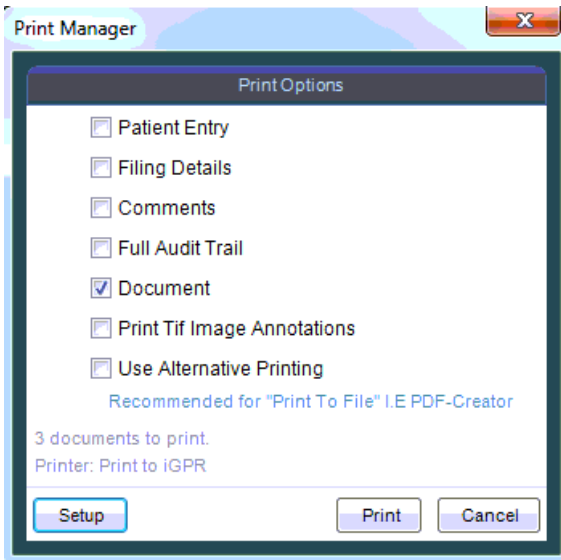 Print Manager
Print Options
Patient Entry
Filing Details
Comments
Full Audit Trail
Document
Print Tif Image Annotations
Use Alternative Printing
Recommended for "Print To File" I.E PDF-Creator
3 documents to print.
Printer: Print to iGPR
Setup Print Cancel